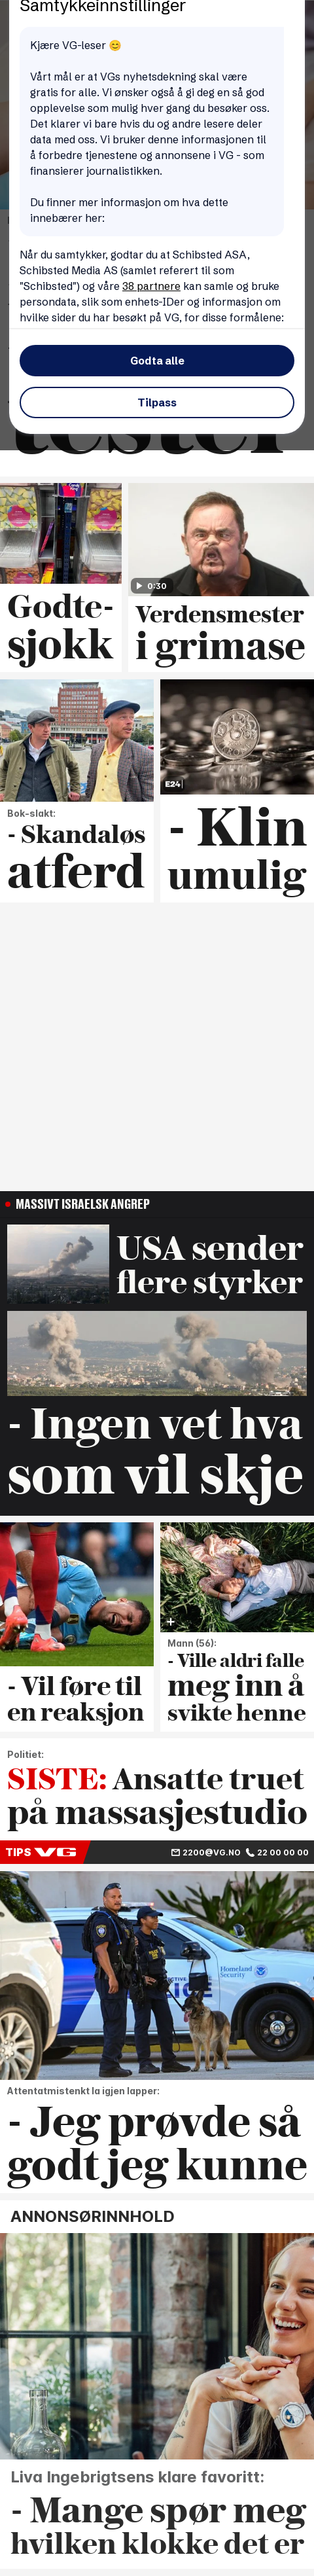 Samtykkeinnstillinger
Kjære VG-leser 😊
Vårt mål er at VGs nyhetsdekning skal være
gratis for alle. Vi ønsker også å gi deg en så god
opplevelse som mulig hver gang du besøker oss.
Det klarer vi bare hvis du og andre lesere deler
data med oss. Vi bruker denne informasjonen til
å forbedre tjenestene og annonsene i VG - som
finansierer journalistikken.
Du finner mer informasjon om hva dette
innebærer her:
Når du samtykker, godtar du at Schibsted ASA,
Schibsted Media AS (samlet referert til som
"Schibsted") og våre 38 partnere kan samle og bruke
persondata, slik som enhets-IDer og informasjon om
hvilke sider du har besøkt på VG, for disse formålene:
Godta alle
Tilpass
tester
0:30
Godte-
sjokk
Verdensmester
i grimase
E24
Bok-slakt:
- Skandaløs
atferd
- Klin
umulig
MASSIVT ISRAELSK ANGREP
USA sender
flere styrker
- Ingen vet hva
som vil skje
- Vil føre til
en reaksjon
Mann (56):
- Ville aldri falle
meg inn å
svikte henne
Politiet:
SISTE: Ansatte truet
på massasjestudio
TIPS VG 2200@VG.NO 22 00 00 00
Homeland
Security
Attentatmistenkt la igjen lapper:
- Jeg prøvde så
godt jeg kunne
ANNONSØRINNHOLD
Liva Ingebrigtsens klare favoritt:
- Mange spør meg
hvilken klokke det er